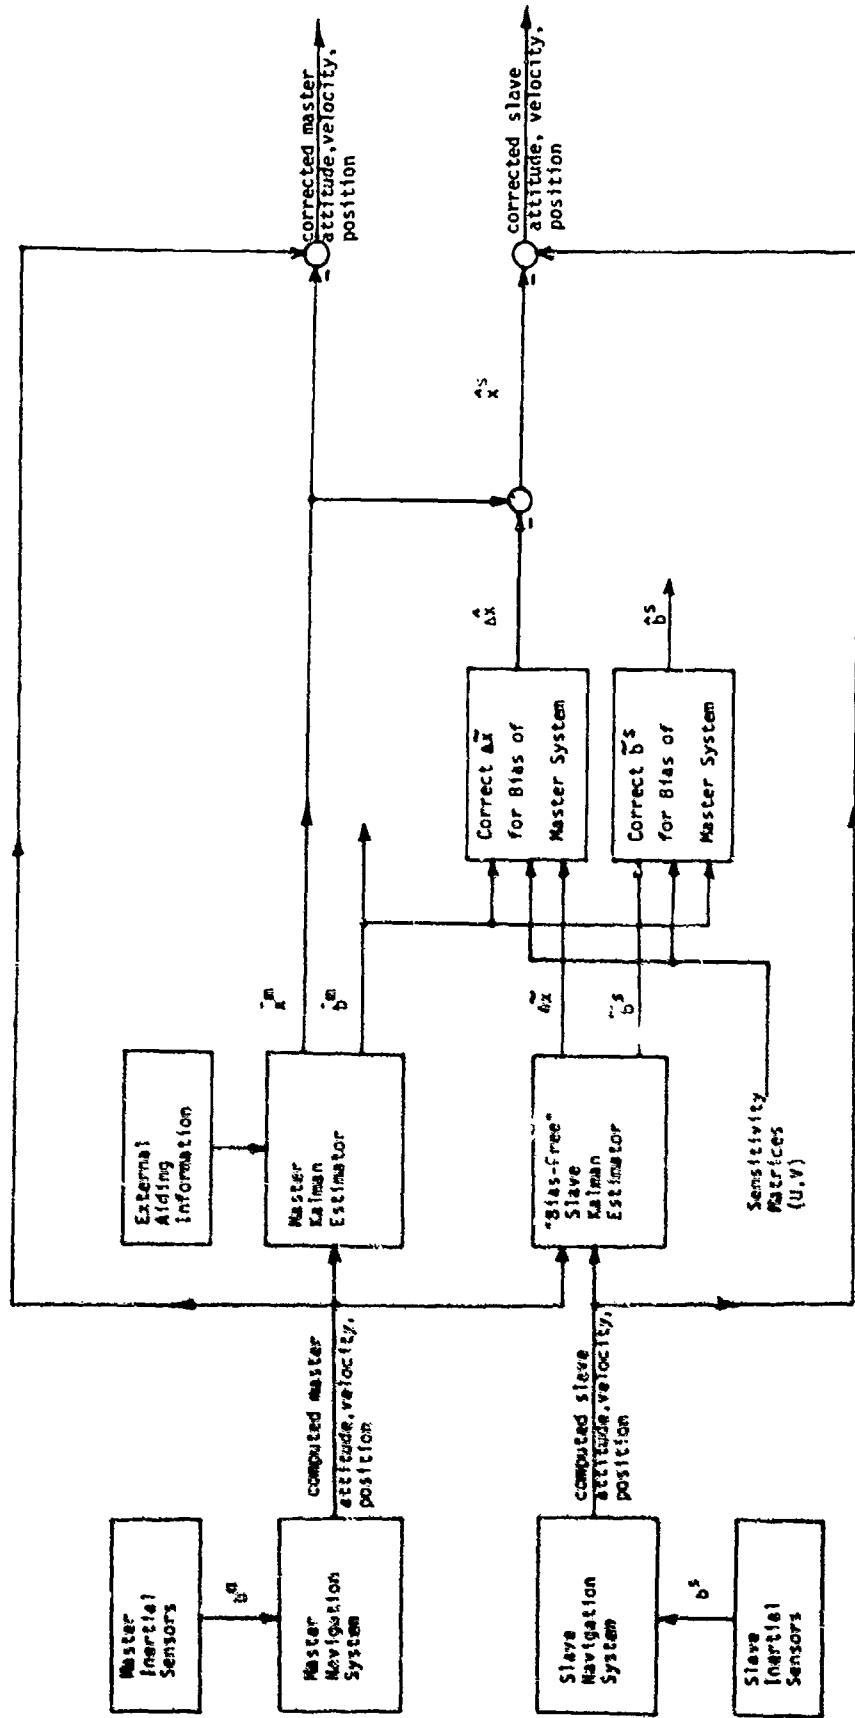 Master
Inertial
Sensors
b^m
Master
Navigation
System
computed master
attitude,velocity,
position
External
Aiding
Information
Master
Kalman
Estimator
x̂^m
b̂^m
corrected master
attitude,velocity,
position
Slave
Navigation
System
b^s
Slave
Inertial
Sensors
computed slave
attitude,velocity,
position
"Bias-free"
Slave
Kalman
Estimator
Δx̃
b̃^s
Sensitivity
Matrices
(U,V)
Correct Δx̃
for Bias of
Master System
Correct b̃^s
for Bias of
Master System
Δx̂
b̂^s
x̂^s
-
-
-
corrected slave
attitude, velocity,
position